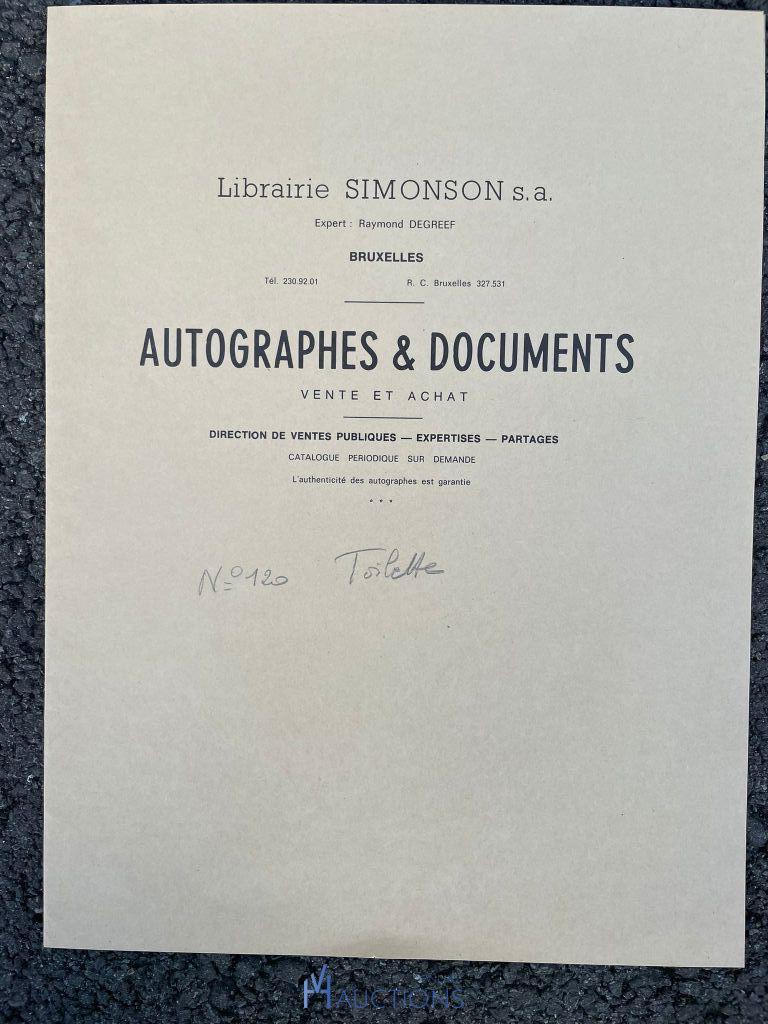 Librairie SIMONSON s.a.
Expert : Raymond DEGREEF
BRUXELLES
Tél. 230.92.01 R. C. Bruxelles 327.531
AUTOGRAPHES & DOCUMENTS
VENTE ET ACHAT
DIRECTION DE VENTES PUBLIQUES — EXPERTISES — PARTAGES
CATALOGUE PERIODIQUE SUR DEMANDE
L'authenticité des autographes est garantie
* * *
Nº 120 Toilette
AUCTIONS